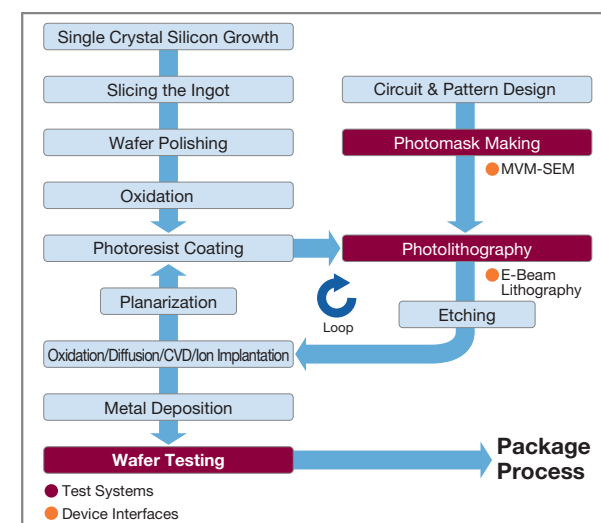 Single Crystal Silicon Growth
Slicing the Ingot
Circuit & Pattern Design
Wafer Polishing
Photomask Making
MVM-SEM
Oxidation
Photoresist Coating
Photolithography
E-Beam
Lithography
Planarization
Loop
Etching
Oxidation/Diffusion/CVD/Ion Implantation
Metal Deposition
Wafer Testing
Package
Process
Test Systems
Device Interfaces